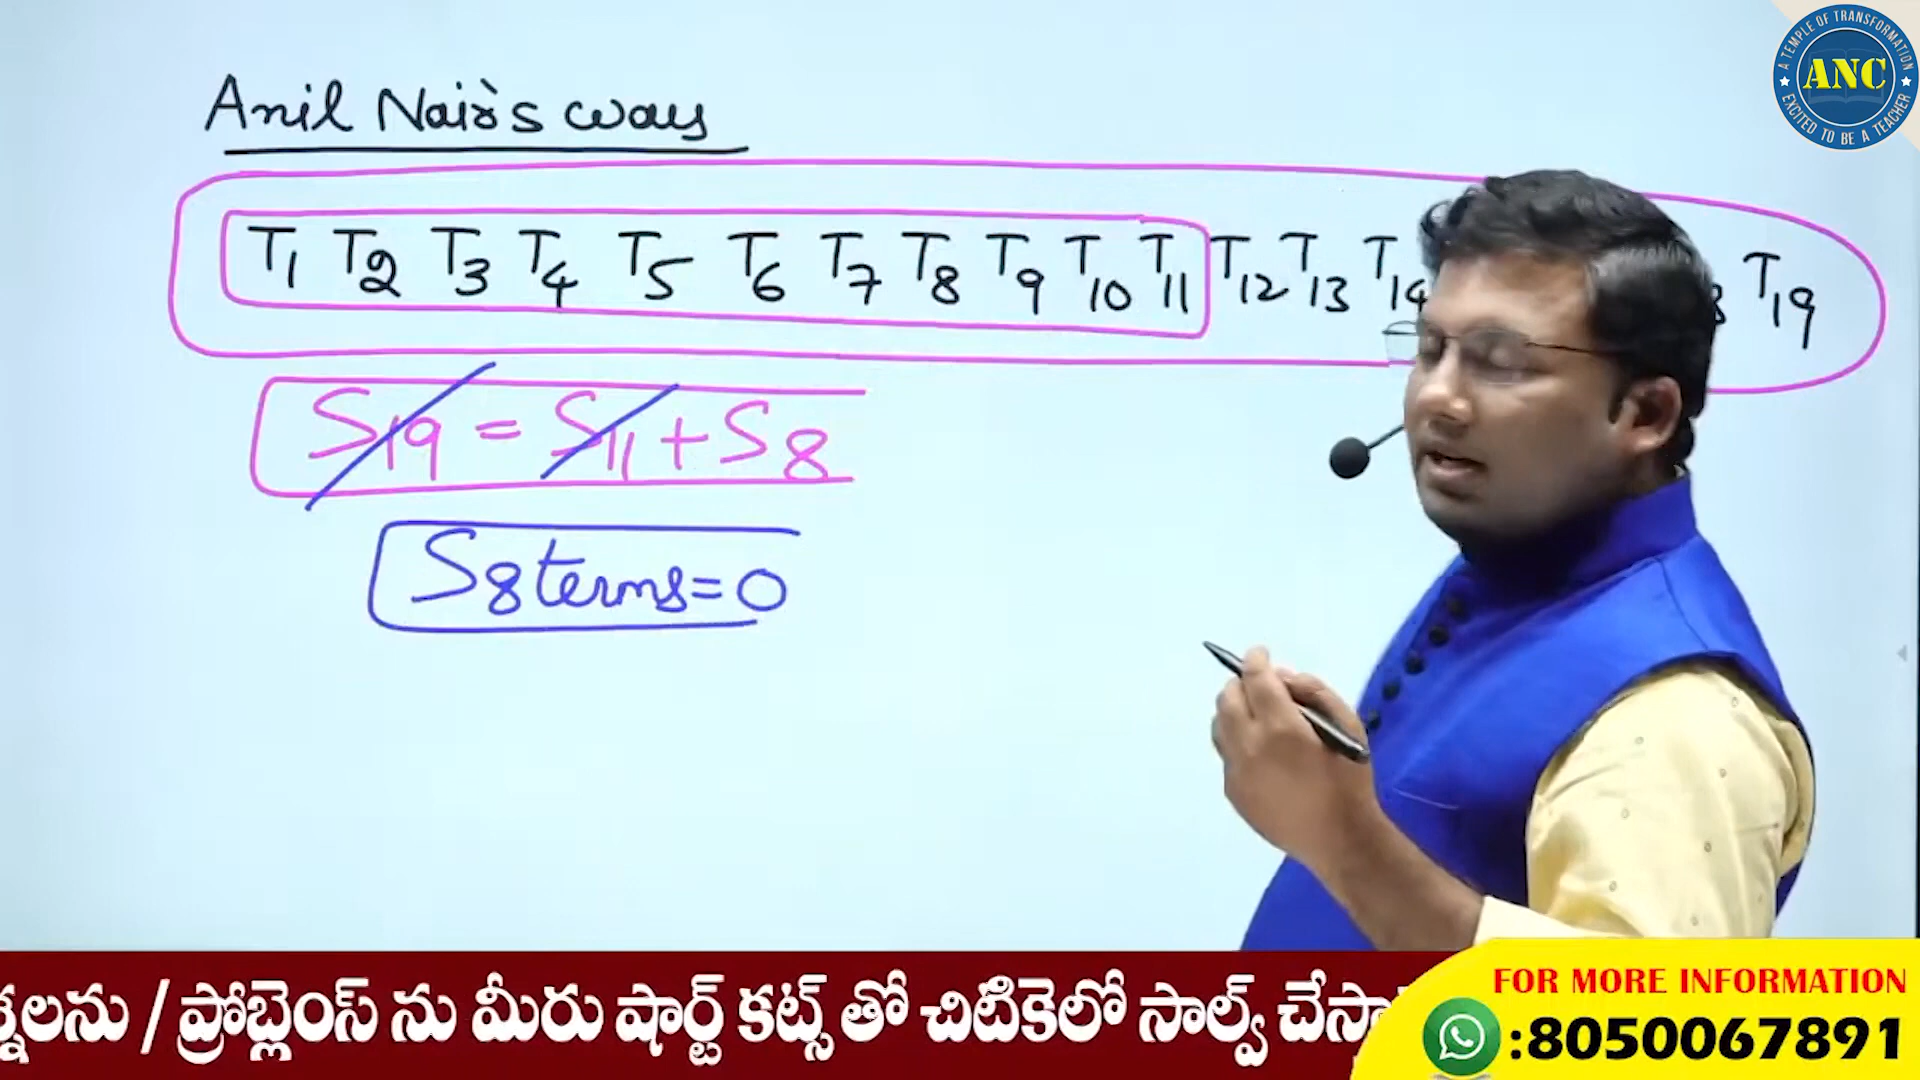 A TEMPLE OF TRANSFORMATION
ANC
EXCITED TO BE A TEACHER
Anil Nair's way
T1 T2 T3 T4 T5 T6 T7 T8 T9 T10 T11 T12 T13 T14 T19
S19 = S11 + S8
S8 terms = 0
/ ప్రోబ్లెంస్ ను మీరు షార్ట్ కట్స్ తో చిటికెలో సాల్వ్
FOR MORE INFORMATION
:8050067891